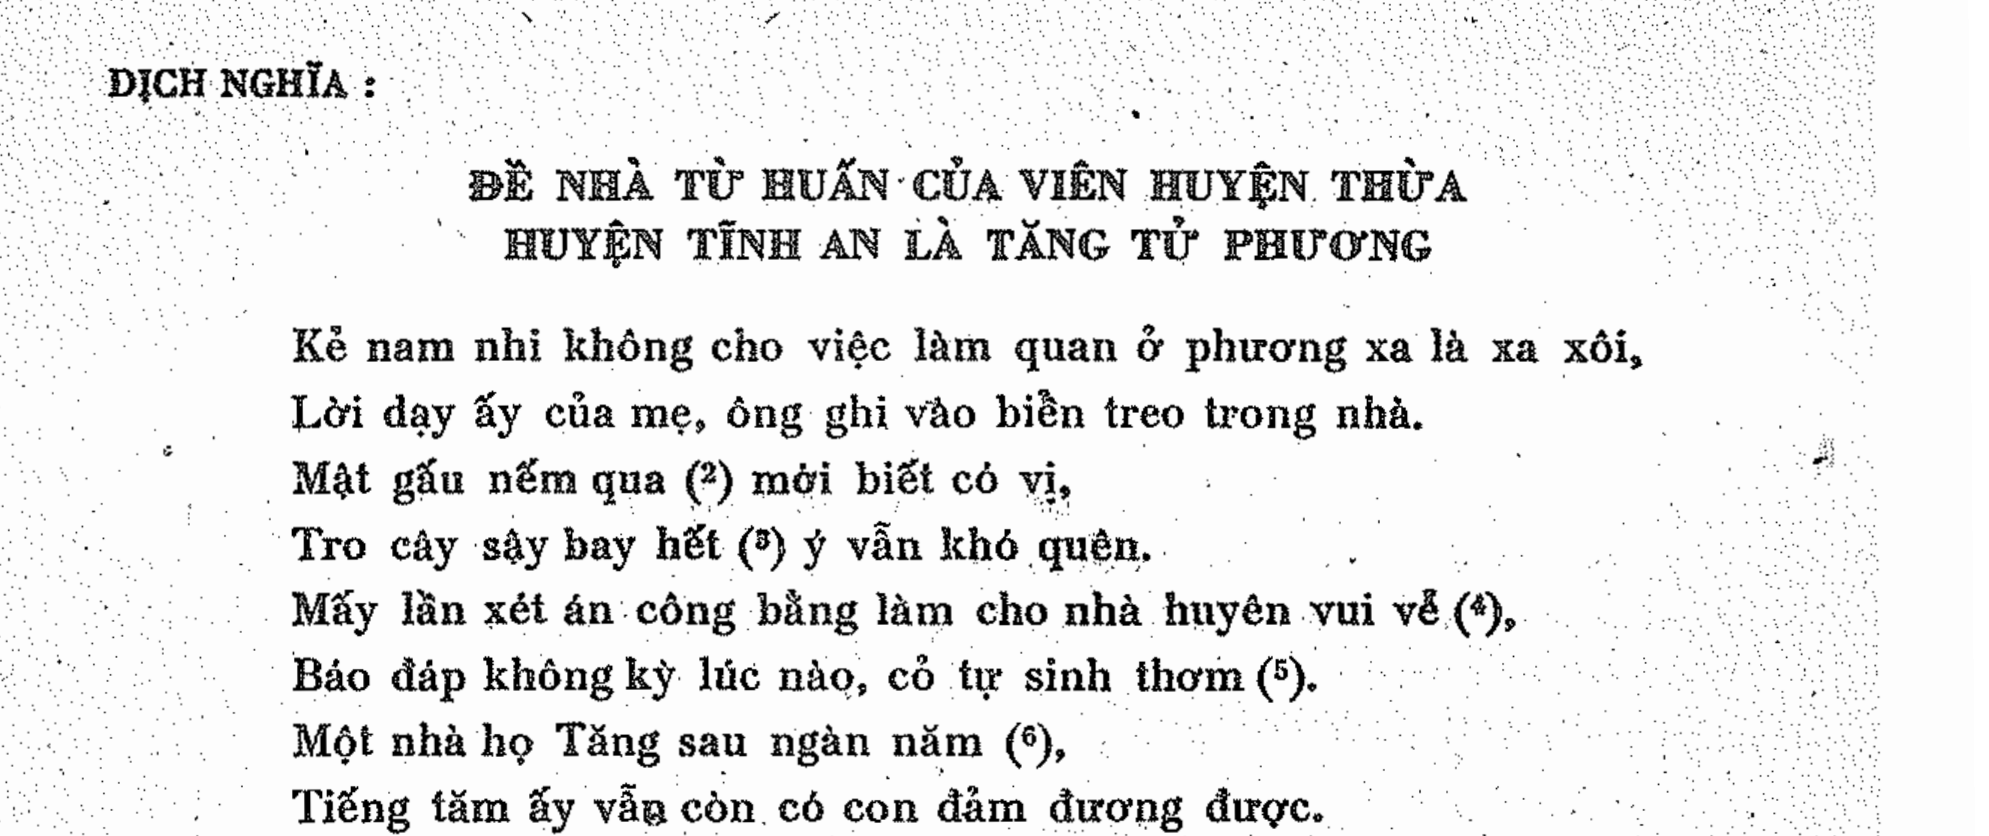 DỊCH NGHĨA :
ĐỀ NHÀ TỪ HUẤN CỦA VIÊN HUYỆN THỪA
HUYỆN TĨNH AN LÀ TĂNG TỬ PHƯƠNG
Kẻ nam nhi không cho việc làm quan ở phương xa là xa xôi,
Lời dạy ấy của mẹ, ông ghi vào biển treo trong nhà.
Mật gấu nếm qua (2) mới biết có vị,
Tro cây sậy bay hết (3) ý vẫn khó quên.
Mấy lần xét án công bằng làm cho nhà huyên vui vẻ (4),
Báo đáp không kỳ lúc nào, cỏ tự sinh thơm (5).
Một nhà họ Tăng sau ngàn năm (6),
Tiếng tăm ấy vẫn còn có con đảm đương được.